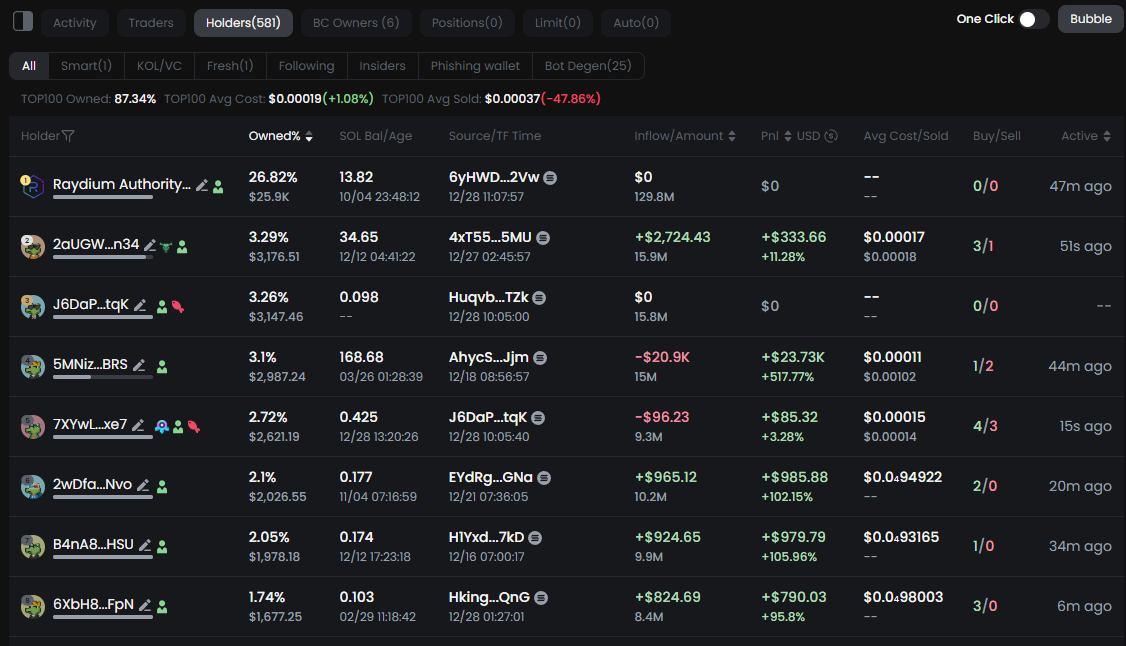 Activity Traders Holders(581) BC Owners (6) Positions(0) Limit(0) Auto(0) One Click Bubble
All Smart(1) KOL/VC Fresh(1) Following Insiders Phishing wallet Bot Degen(25)
TOP100 Owned: 87.34% TOP100 Avg Cost: $0.00019(+1.08%) TOP100 Avg Sold: $0.00037(-47.86%)
Holder Owned% SOL Bal/Age Source/TF Time Inflow/Amount Pnl USD Avg Cost/Sold Buy/Sell Active
1 Raydium Authority... 26.82% 13.82 6yHWD...2Vw $0 $0 -- 0/0 47m ago
$25.9K 10/04 23:48:12 12/28 11:07:57 129.8M --
2 2aUGW...n34 3.29% 34.65 4xT55...5MU +$2,724.43 +$333.66 $0.00017 3/1 51s ago
$3,176.51 12/12 04:41:22 12/27 02:45:57 15.9M +11.28% $0.00018
3 J6DaP...tqK 3.26% 0.098 Huqvb...TZk $0 $0 -- 0/0 --
$3,147.46 -- 12/28 10:05:00 15.8M --
4 5MNiz...BRS 3.1% 168.68 AhycS...Jjm -$20.9K +$23.73K $0.00011 1/2 44m ago
$2,987.24 03/26 01:28:39 12/18 08:56:57 15M +517.77% $0.00102
5 7XYwL...xe7 2.72% 0.425 J6DaP...tqK -$96.23 +$85.32 $0.00015 4/3 15s ago
$2,621.19 12/28 13:20:26 12/28 10:05:40 9.3M +3.28% $0.00014
6 2wDfa...Nvo 2.1% 0.177 EYdRg...GNa +$965.12 +$985.88 $0.0₄94922 2/0 20m ago
$2,026.55 11/04 07:16:59 12/21 07:36:05 10.2M +102.15% --
7 B4nA8...HSU 2.05% 0.174 H1Yxd...7kD +$924.65 +$979.79 $0.0₄93165 1/0 34m ago
$1,978.18 12/12 17:23:18 12/16 07:00:17 9.9M +105.96% --
8 6XbH8...FpN 1.74% 0.103 Hking...QnG +$824.69 +$790.03 $0.0₄98003 3/0 6m ago
$1,677.25 02/29 11:18:42 12/28 01:27:01 8.4M +95.8% --